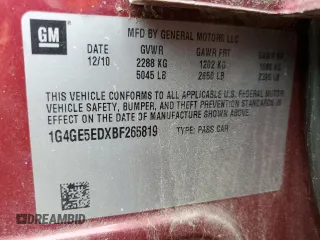 GM
MFD BY GENERAL MOTORS LLC
DATE GVWR GAWR FRT
12/10 2288 KG 1202 KG
5045 LB 2650 LB
THIS VEHICLE CONFORMS TO ALL APPLICABLE U.S. FEDERAL MOTOR
VEHICLE SAFETY, BUMPER, AND THEFT PREVENTION STANDARDS IN
EFFECT ON THE DATE OF MANUFACTURE SHOWN ABOVE.
1G4GE5EDXBF265819 TYPE: PASS CAR
DREAMBID